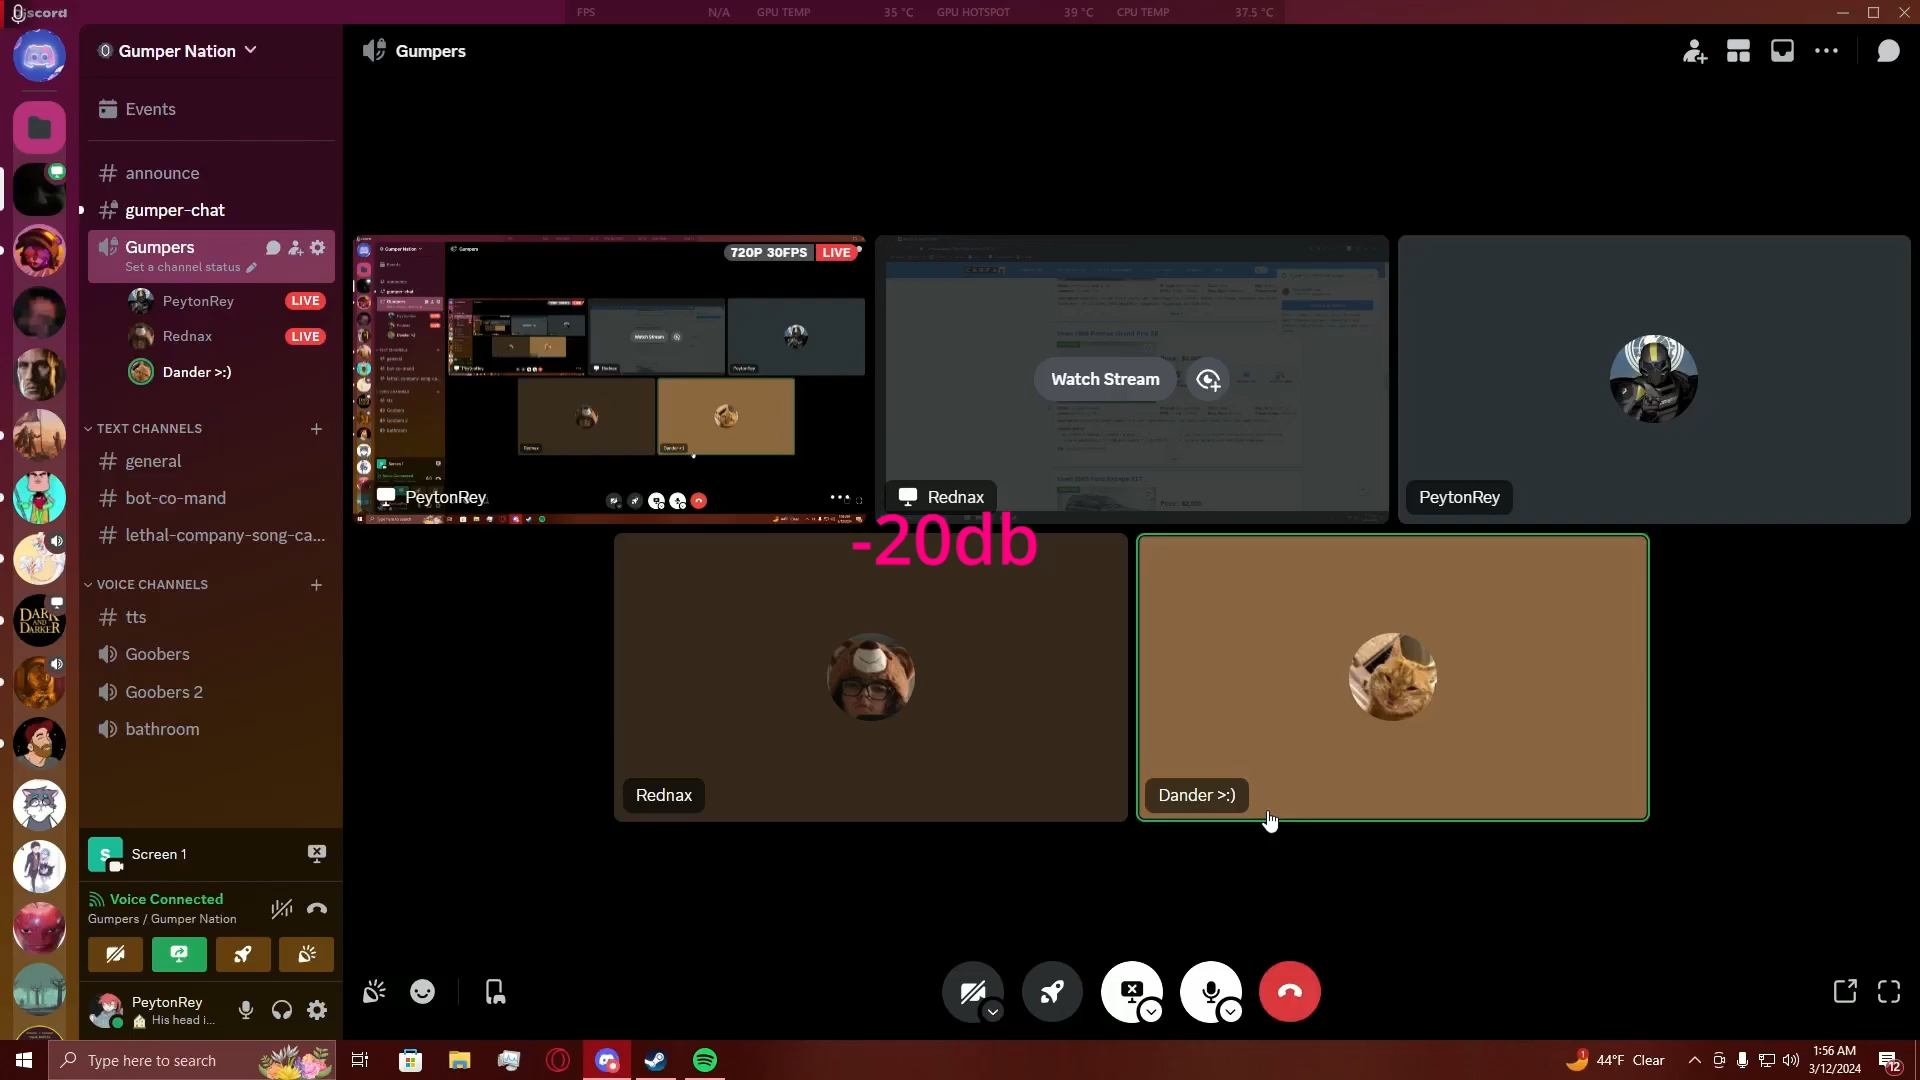 Discord
FPS N/A GPU TEMP 35 °C GPU HOTSPOT 39 °C CPU TEMP 37.5 °C
Gumper Nation
Gumpers
Events
announce
gumper-chat
Gumpers
Set a channel status
PeytonRey LIVE
Rednax LIVE
Dander >:)
TEXT CHANNELS
general
bot-co-mand
lethal-company-song-ca...
VOICE CHANNELS
tts
Goobers
Goobers 2
bathroom
720P 30FPS LIVE
PeytonRey
Watch Stream
Rednax
PeytonRey
-20db
Rednax
Dander >:)
DARK
AND
DARKER
S Screen 1
Voice Connected
Gumpers / Gumper Nation
PeytonRey
His head i...
Type here to search
44°F Clear
1:56 AM
3/12/2024
12